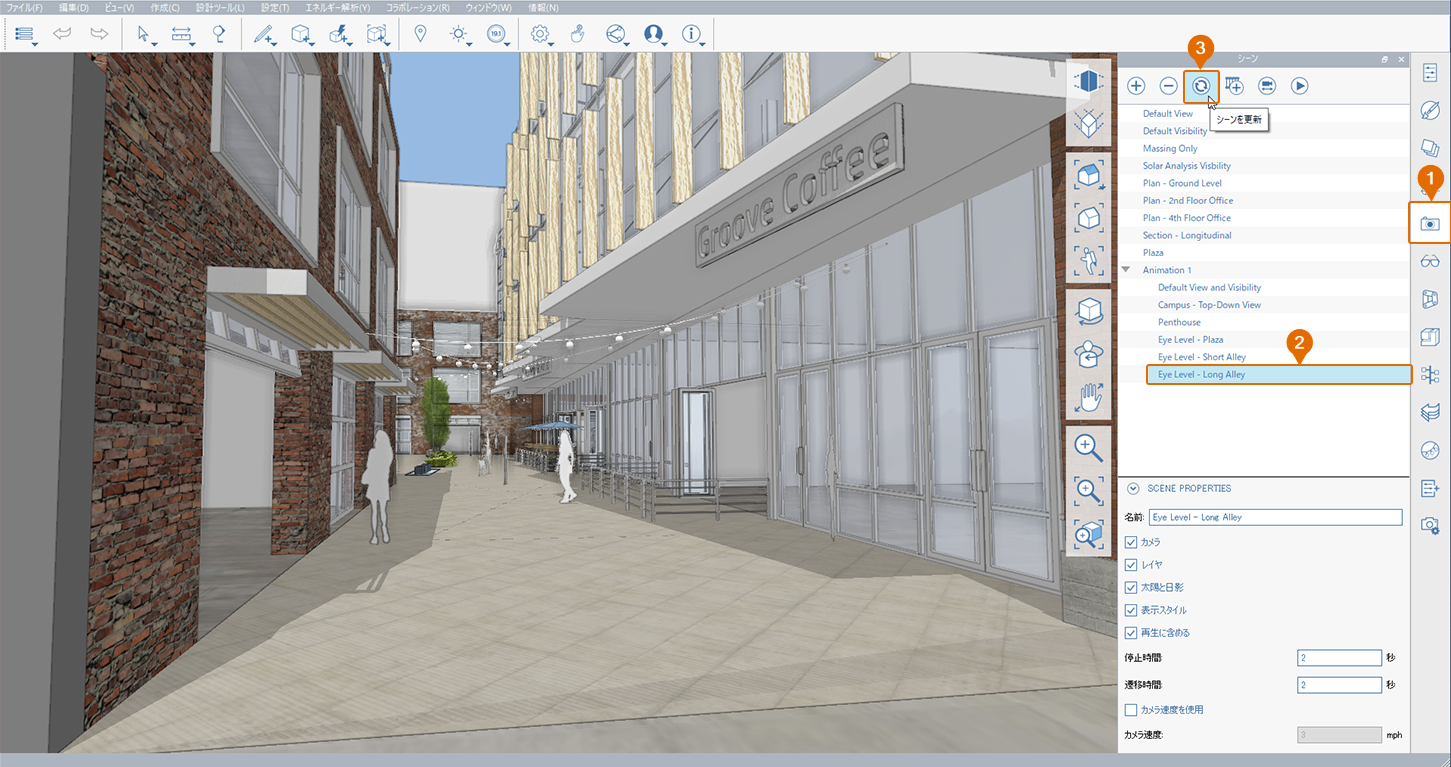 ファイル(F) 編集(D) ビュー(V) 作成(C) 設計ツール(L) 設定(T) エネルギー解析(Y) コラボレーション(R) ウィンドウ(W) 情報(N)
19.1
3
シーン
シーンを更新
Default View
Default Visibility
Massing Only
Solar Analysis Visbility
Plan - Ground Level
Plan - 2nd Floor Office
Plan - 4th Floor Office
Section - Longitudinal
Plaza
Animation 1
Default View and Visibility
Campus - Top-Down View
Penthouse
Eye Level - Plaza
Eye Level - Short Alley
Eye Level - Long Alley
1
2
Groove Coffee
SCENE PROPERTIES
名前: Eye Level - Long Alley
カメラ
レイヤ
太陽と日影
表示スタイル
再生に含める
停止時間: 2 秒
遷移時間: 2 秒
カメラ速度を使用
カメラ速度: 3 mph